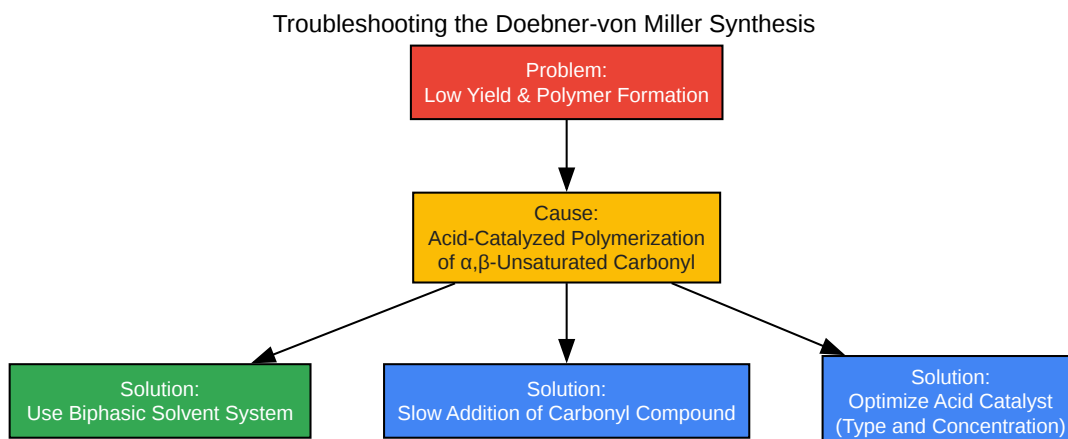 Troubleshooting the Doebner-von Miller Synthesis
Problem:
Low Yield & Polymer Formation
Cause:
Acid-Catalyzed Polymerization
of α,β-Unsaturated Carbonyl
Solution:
Use Biphasic Solvent System
Solution:
Slow Addition of Carbonyl Compound
Solution:
Optimize Acid Catalyst
(Type and Concentration)